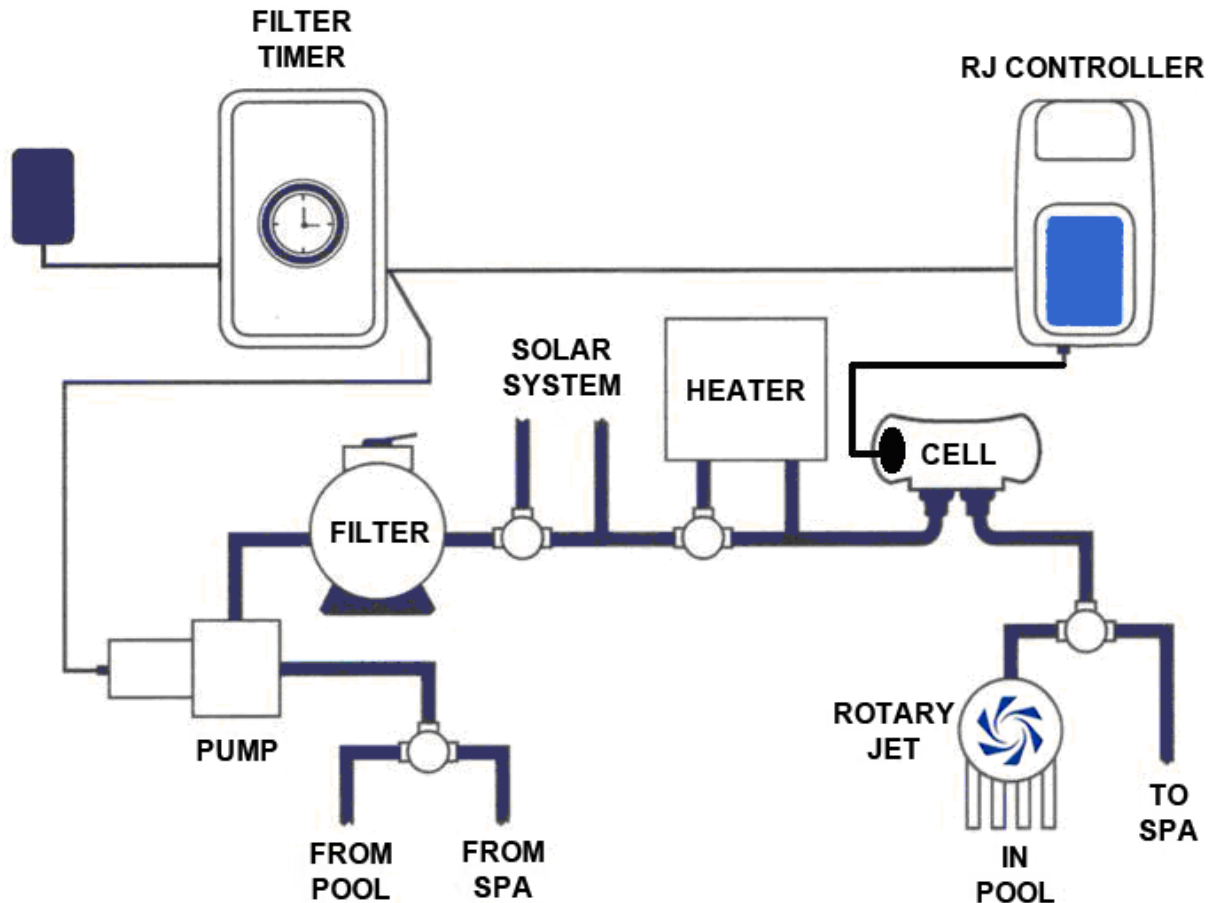 FILTER
TIMER
RJ CONTROLLER
SOLAR
SYSTEM
HEATER
CELL
FILTER
PUMP
ROTARY
JET
TO
SPA
FROM
POOL
FROM
SPA
IN
POOL